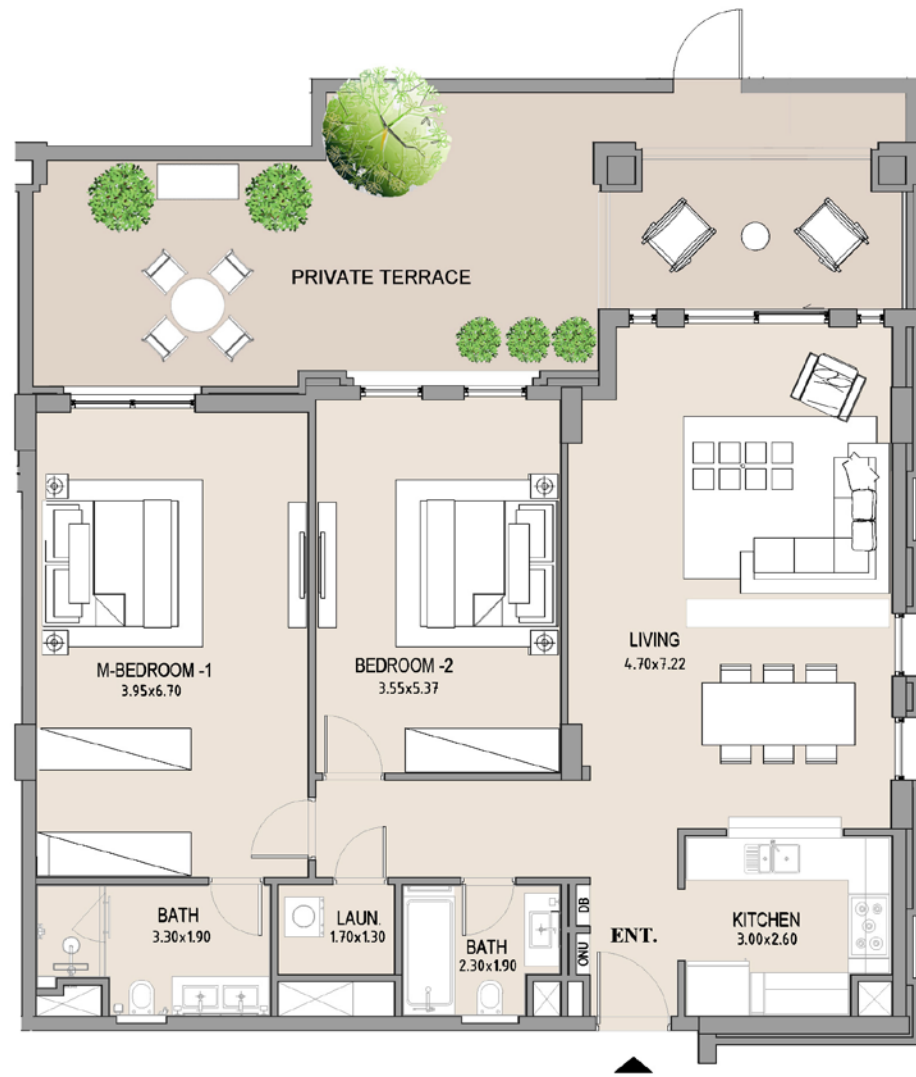 PRIVATE TERRACE
M-BEDROOM -1
3.95x6.70
BEDROOM -2
3.55x5.37
LIVING
4.70x7.22
BATH
3.30x1.90
LAUN.
1.70x1.30
BATH
2.30x1.90
DB
ONU
ENT.
KITCHEN
3.00x2.60